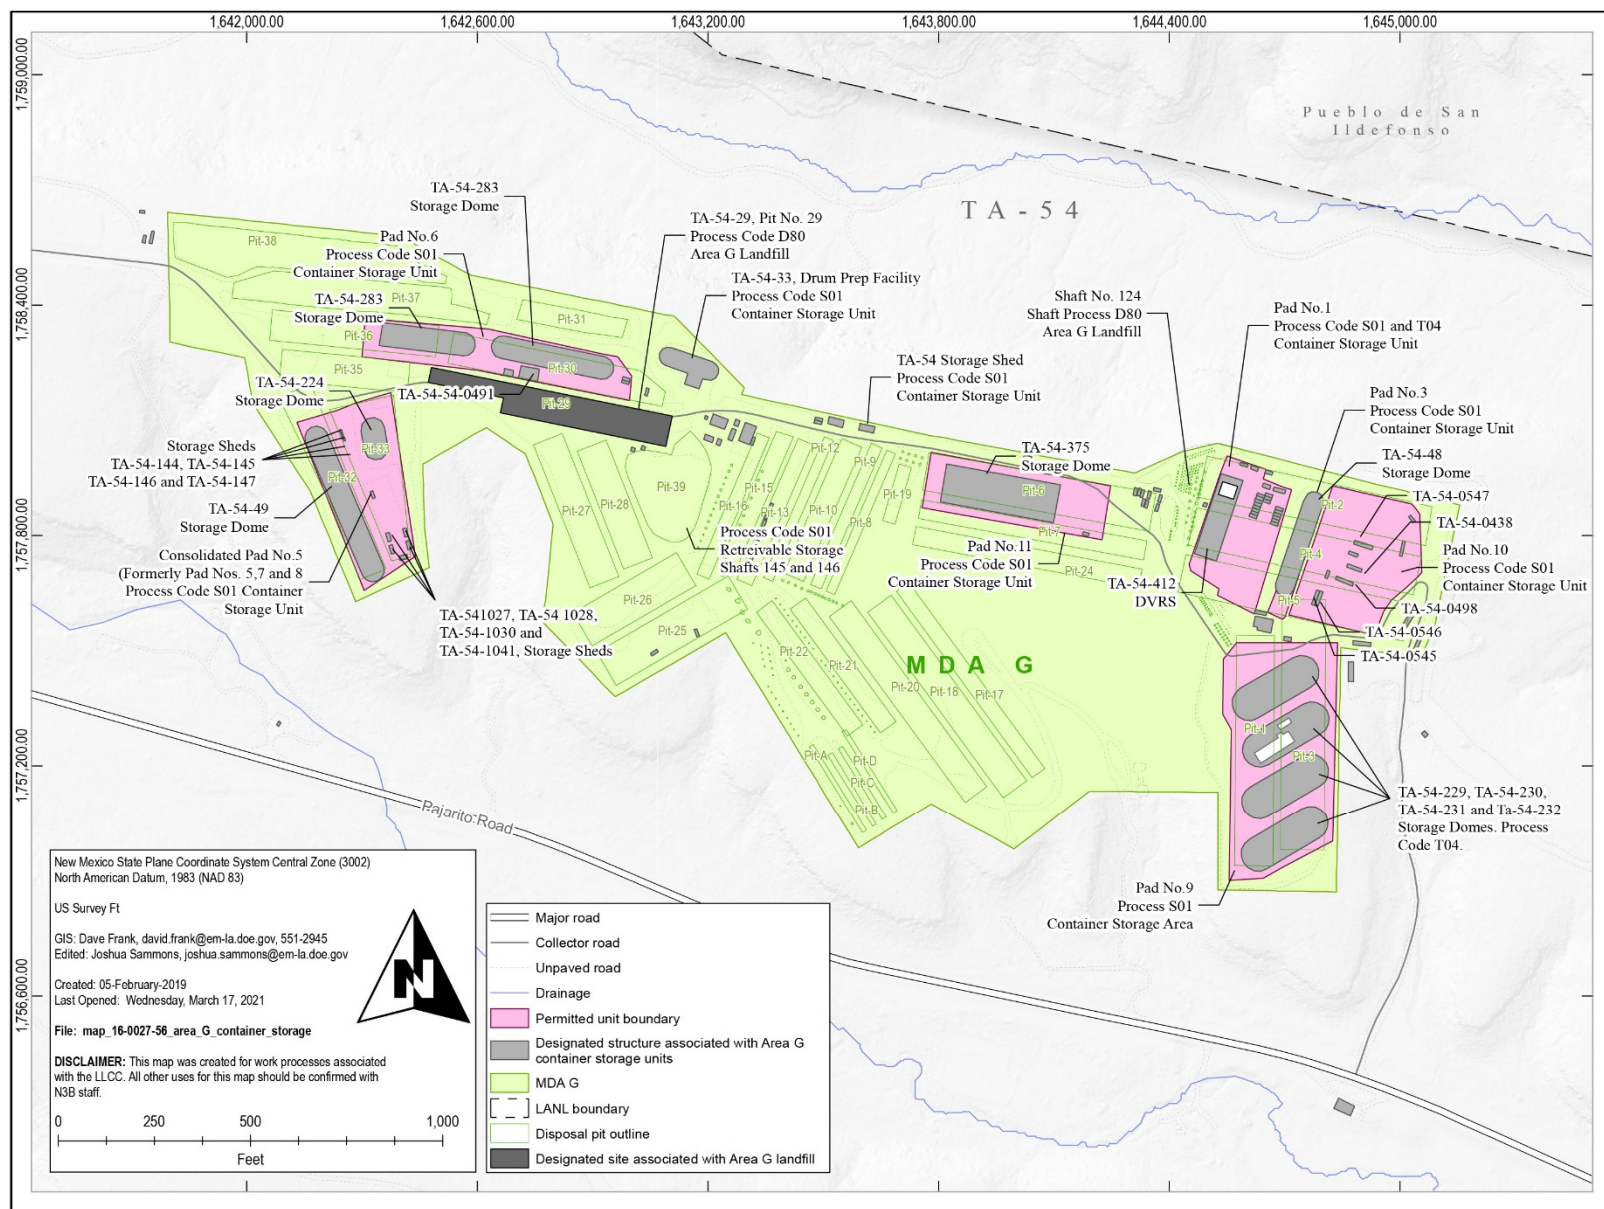 1,642,000.00
1,642,600.00
1,643,200.00
1,643,800.00
1,644,400.00
1,645,000.00
1,759,000.00
1,758,400.00
1,757,800.00
1,757,200.00
1,756,600.00
Pueblo de San
Ildefonso
TA-54
TA-54-283
Storage Dome
Pad No.6
Process Code S01
Container Storage Unit
TA-54-283
Storage Dome
TA-54-29, Pit No. 29
Process Code D80
Area G Landfill
TA-54-33, Drum Prep Facility
Process Code S01
Container Storage Unit
TA-54 Storage Shed
Process Code S01
Container Storage Unit
Shaft No. 124
Shaft Process D80
Area G Landfill
Pad No.1
Process Code S01 and T04
Container Storage Unit
Pad No.3
Process Code S01
Container Storage Unit
TA-54-48
Storage Dome
TA-54-0547
TA-54-0438
Pad No.10
Process Code S01
Container Storage Unit
TA-54-0498
TA-54-0546
TA-54-0545
TA-54-412
DVRS
TA-54-375
Storage Dome
Pad No.11
Process Code S01
Container Storage Unit
Process Code S01
Retreivable Storage
Shafts 145 and 146
TA-54-224
Storage Dome
TA-54-54-0491
Storage Sheds
TA-54-144, TA-54-145
TA-54-146 and TA-54-147
TA-54-49
Storage Dome
Consolidated Pad No.5
(Formerly Pad Nos. 5,7 and 8
Process Code S01 Container
Storage Unit
TA-541027, TA-54 1028,
TA-54-1030 and
TA-54-1041, Storage Sheds
TA-54-229, TA-54-230,
TA-54-231 and Ta-54-232
Storage Domes. Process
Code T04.
Pad No.9
Process S01
Container Storage Area
MDA G
Pit-38
Pit-37
Pit-36
Pit-35
Pit-31
Pit-30
Pit-29
Pit-33
Pit-32
Pit-27
Pit-28
Pit-39
Pit-26
Pit-25
Pit-16
Pit-15
Pit-13
Pit-12
Pit-10
Pit-9
Pit-8
Pit-19
Pit-6
Pit-7
Pit-24
Pit-22
Pit-21
Pit-20
Pit-18
Pit-17
Pit-A
Pit-D
Pit-C
Pit-B
Pit-2
Pit-4
Pit-5
Pit-1
Pit-3
Pajarito Road
New Mexico State Plane Coordinate System Central Zone (3002)
North American Datum, 1983 (NAD 83)
US Survey Ft
GIS: Dave Frank, david.frank@em-la.doe.gov, 551-2945
Edited: Joshua Sammons, joshua.sammons@em-la.doe.gov
Created: 05-February-2019
Last Opened: Wednesday, March 17, 2021
File: map_16-0027-56_area_G_container_storage
DISCLAIMER: This map was created for work processes associated
with the LLCC. All other uses for this map should be confirmed with
N3B staff.
0 250 500 1,000
Feet
N
Major road
Collector road
Unpaved road
Drainage
Permitted unit boundary
Designated structure associated with Area G
container storage units
MDA G
LANL boundary
Disposal pit outline
Designated site associated with Area G landfill